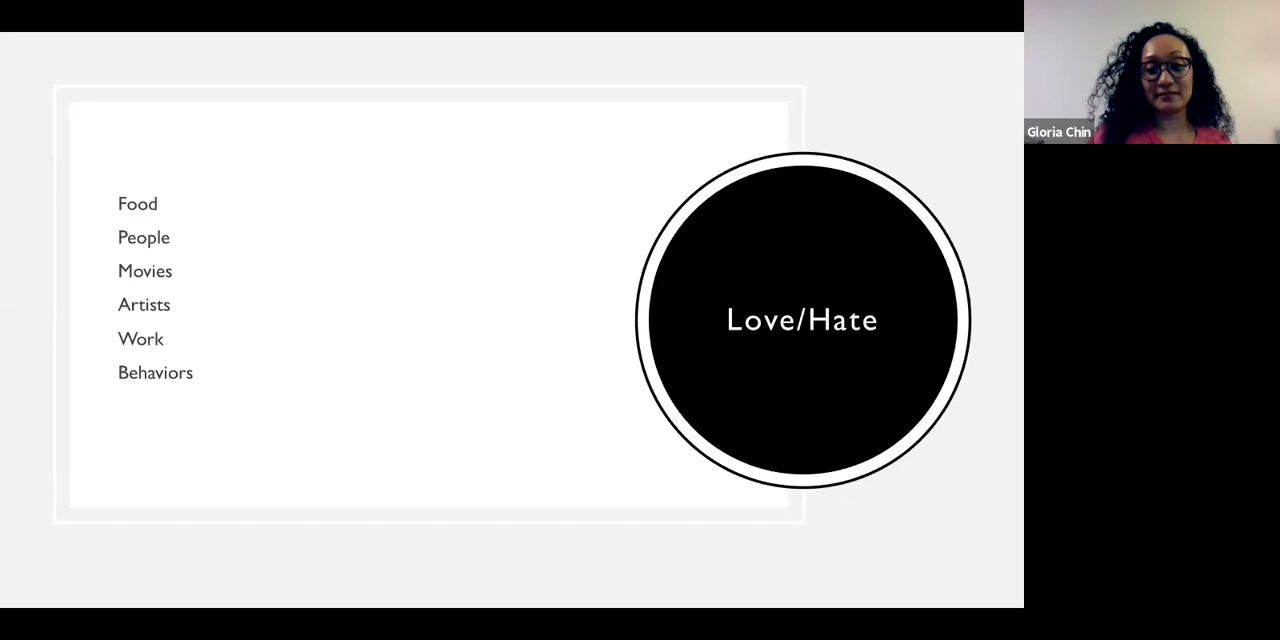 Food
People
Movies
Artists
Work
Behaviors
Love/Hate
Gloria Chin